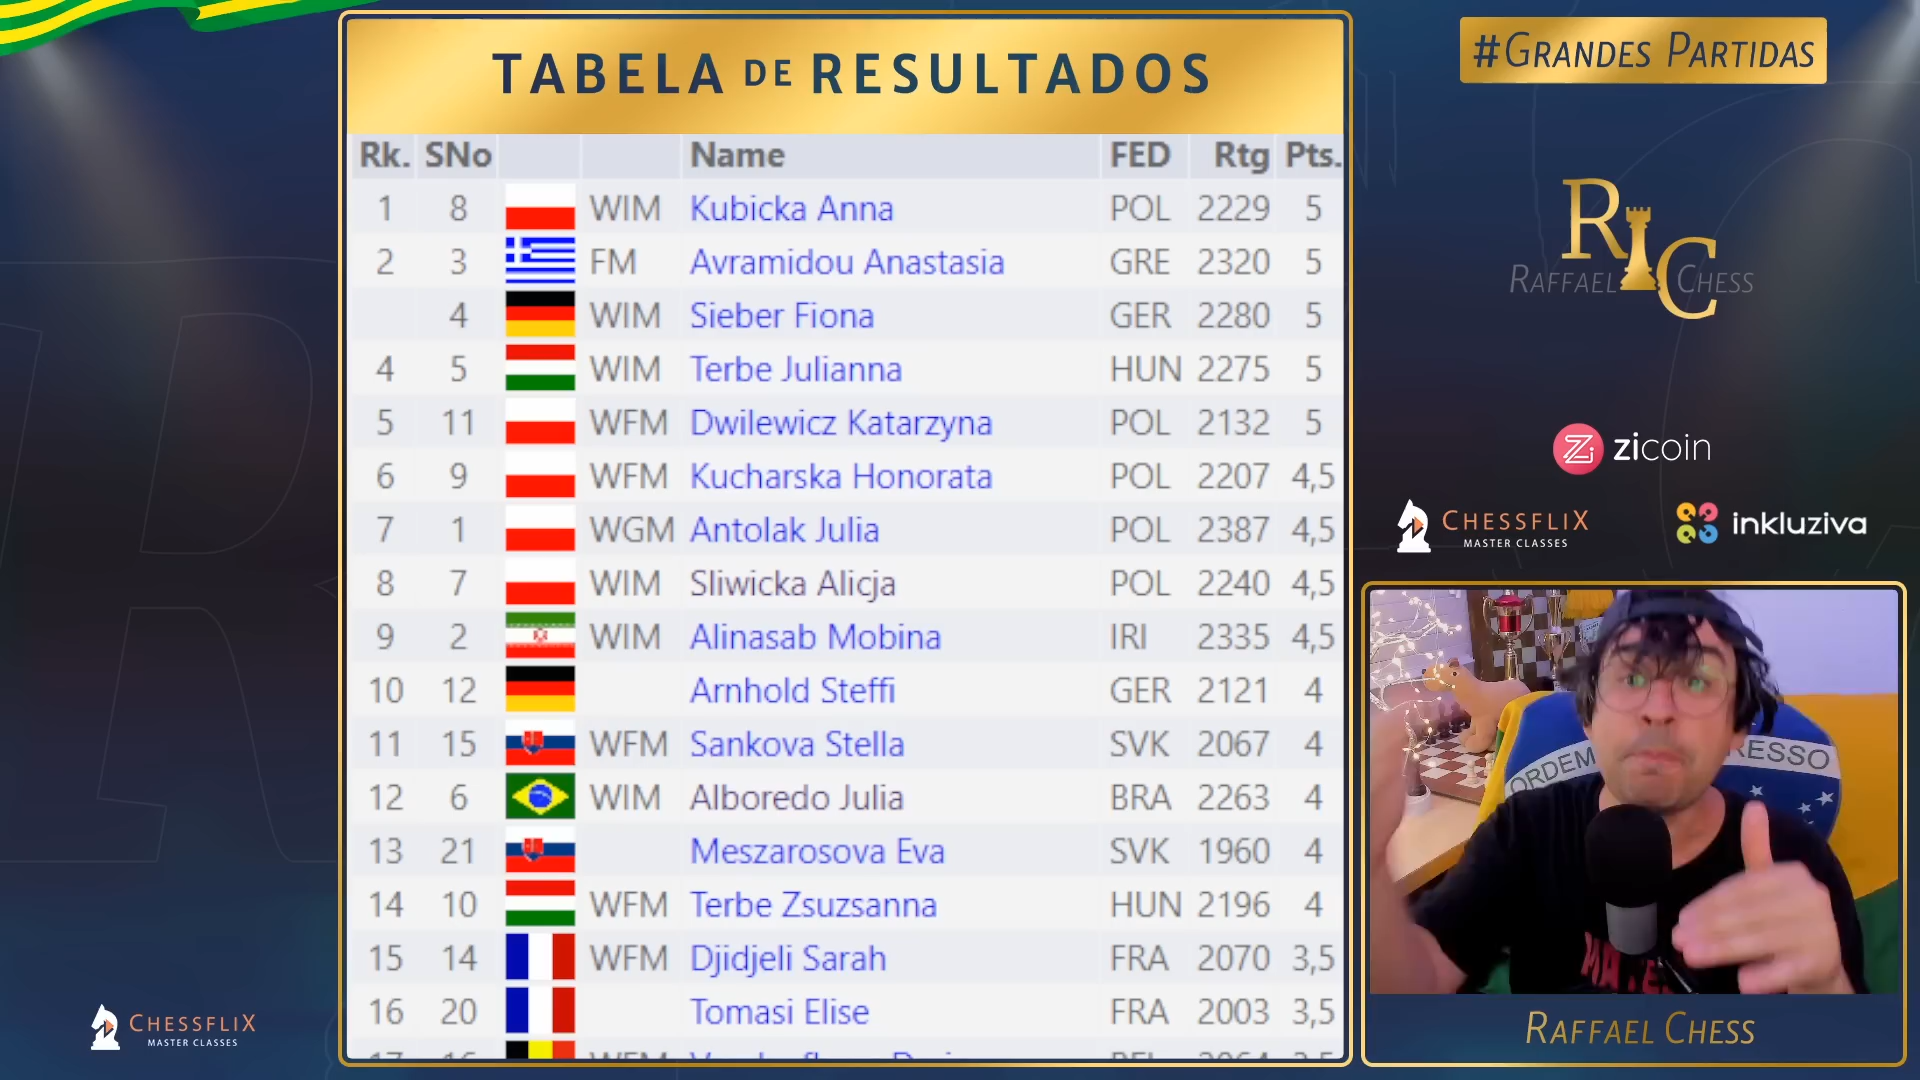 TABELA DE RESULTADOS
Rk. SNo Name FED Rtg Pts.
1 8 WIM Kubicka Anna POL 2229 5
2 3 FM Avramidou Anastasia GRE 2320 5
4 WIM Sieber Fiona GER 2280 5
4 5 WIM Terbe Julianna HUN 2275 5
5 11 WFM Dwilewicz Katarzyna POL 2132 5
6 9 WFM Kucharska Honorata POL 2207 4,5
7 1 WGM Antolak Julia POL 2387 4,5
8 7 WIM Sliwicka Alicja POL 2240 4,5
9 2 WIM Alinasab Mobina IRI 2335 4,5
10 12 Arnhold Steffi GER 2121 4
11 15 WFM Sankova Stella SVK 2067 4
12 6 WIM Alboredo Julia BRA 2263 4
13 21 Meszarosova Eva SVK 1960 4
14 10 WFM Terbe Zsuzsanna HUN 2196 4
15 14 WFM Djidjeli Sarah FRA 2070 3,5
16 20 Tomasi Elise FRA 2003 3,5
#GRANDES PARTIDAS
R C
RAFFAEL CHESS
zicoin
CHESSFLIX
MASTER CLASSES
inkluziva
ORDEM
RESSO
RAFFAEL CHESS
CHESSFLIX
MASTER CLASSES